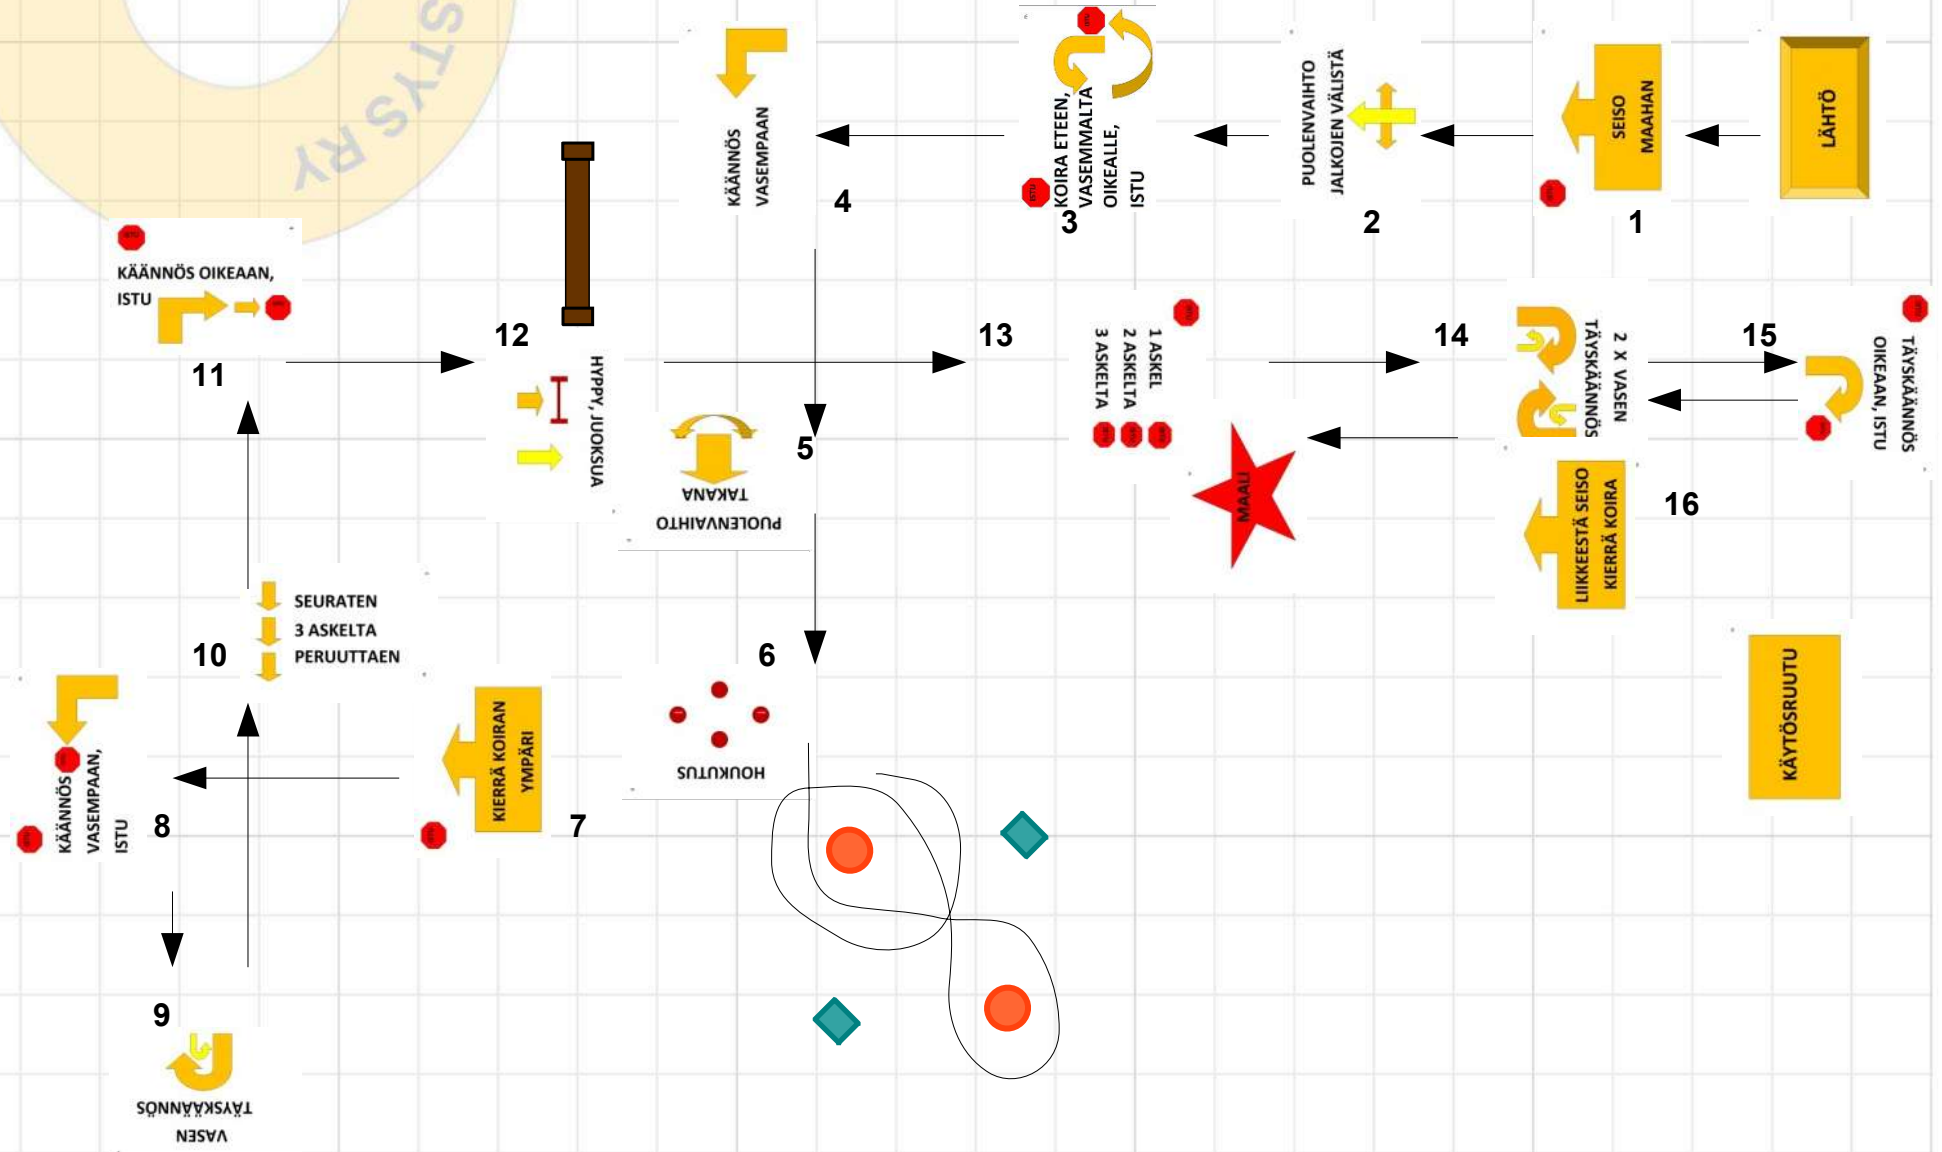 STYS RY
LÄHTÖ
SEISO
MAAHAN
1
PUOLENVAIHTO
JALKOJEN VÄLISTÄ
2
KOIRA ETEEN,
VASEMMALTA
OIKEALLE,
ISTU
ISTU
3
KÄÄNNÖS
VASEMPAAN
4
5
PUOLENVAIHTO
TAKANA
6
HOUKUTUS
KIERRÄ KOIRAN
YMPÄRI
7
KÄÄNNÖS
VASEMPAAN,
ISTU
8
9
VASEN
TÄYSKÄÄNNÖS
10
SEURATEN
3 ASKELTA
PERUUTTAEN
KÄÄNNÖS OIKEAAN,
ISTU
11
12
HYPPY, JUOKSUA
13
1 ASKEL
2 ASKELTA
3 ASKELTA
14
2 X VASEN
TÄYSKÄÄNNÖS
15
TÄYSKÄÄNNÖS
OIKEAAN, ISTU
16
LIIKKEESTÄ SEISO
KIERRÄ KOIRA
MAALI
KÄYTÖSRUUTU